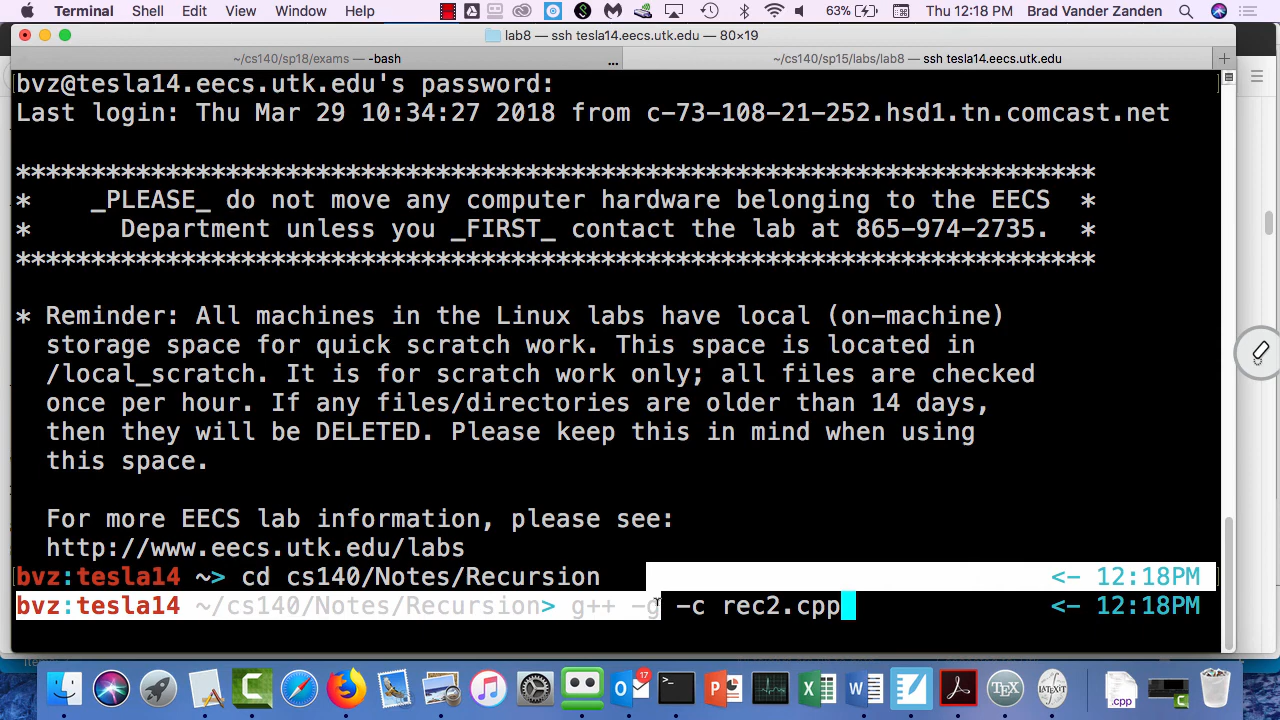 Terminal Shell Edit View Window Help 63% Thu 12:18 PM Brad Vander Zanden
lab8 — ssh tesla14.eecs.utk.edu — 80×19
~/cs140/sp18/exams — -bash ... ~/cs140/sp15/labs/lab8 — ssh tesla14.eecs.utk.edu +
bvz@tesla14.eecs.utk.edu's password:
Last login: Thu Mar 29 10:34:27 2018 from c-73-108-21-252.hsd1.tn.comcast.net
************************************************************************
* _PLEASE_ do not move any computer hardware belonging to the EECS *
* Department unless you _FIRST_ contact the lab at 865-974-2735. *
************************************************************************
* Reminder: All machines in the Linux labs have local (on-machine)
storage space for quick scratch work. This space is located in
/local_scratch. It is for scratch work only; all files are checked
once per hour. If any files/directories are older than 14 days,
then they will be DELETED. Please keep this in mind when using
this space.
For more EECS lab information, please see:
http://www.eecs.utk.edu/labs
bvz:tesla14 ~> cd cs140/Notes/Recursion <- 12:18PM
bvz:tesla14 ~/cs140/Notes/Recursion> g++ -g -c rec2.cpp <- 12:18PM
17
.cpp